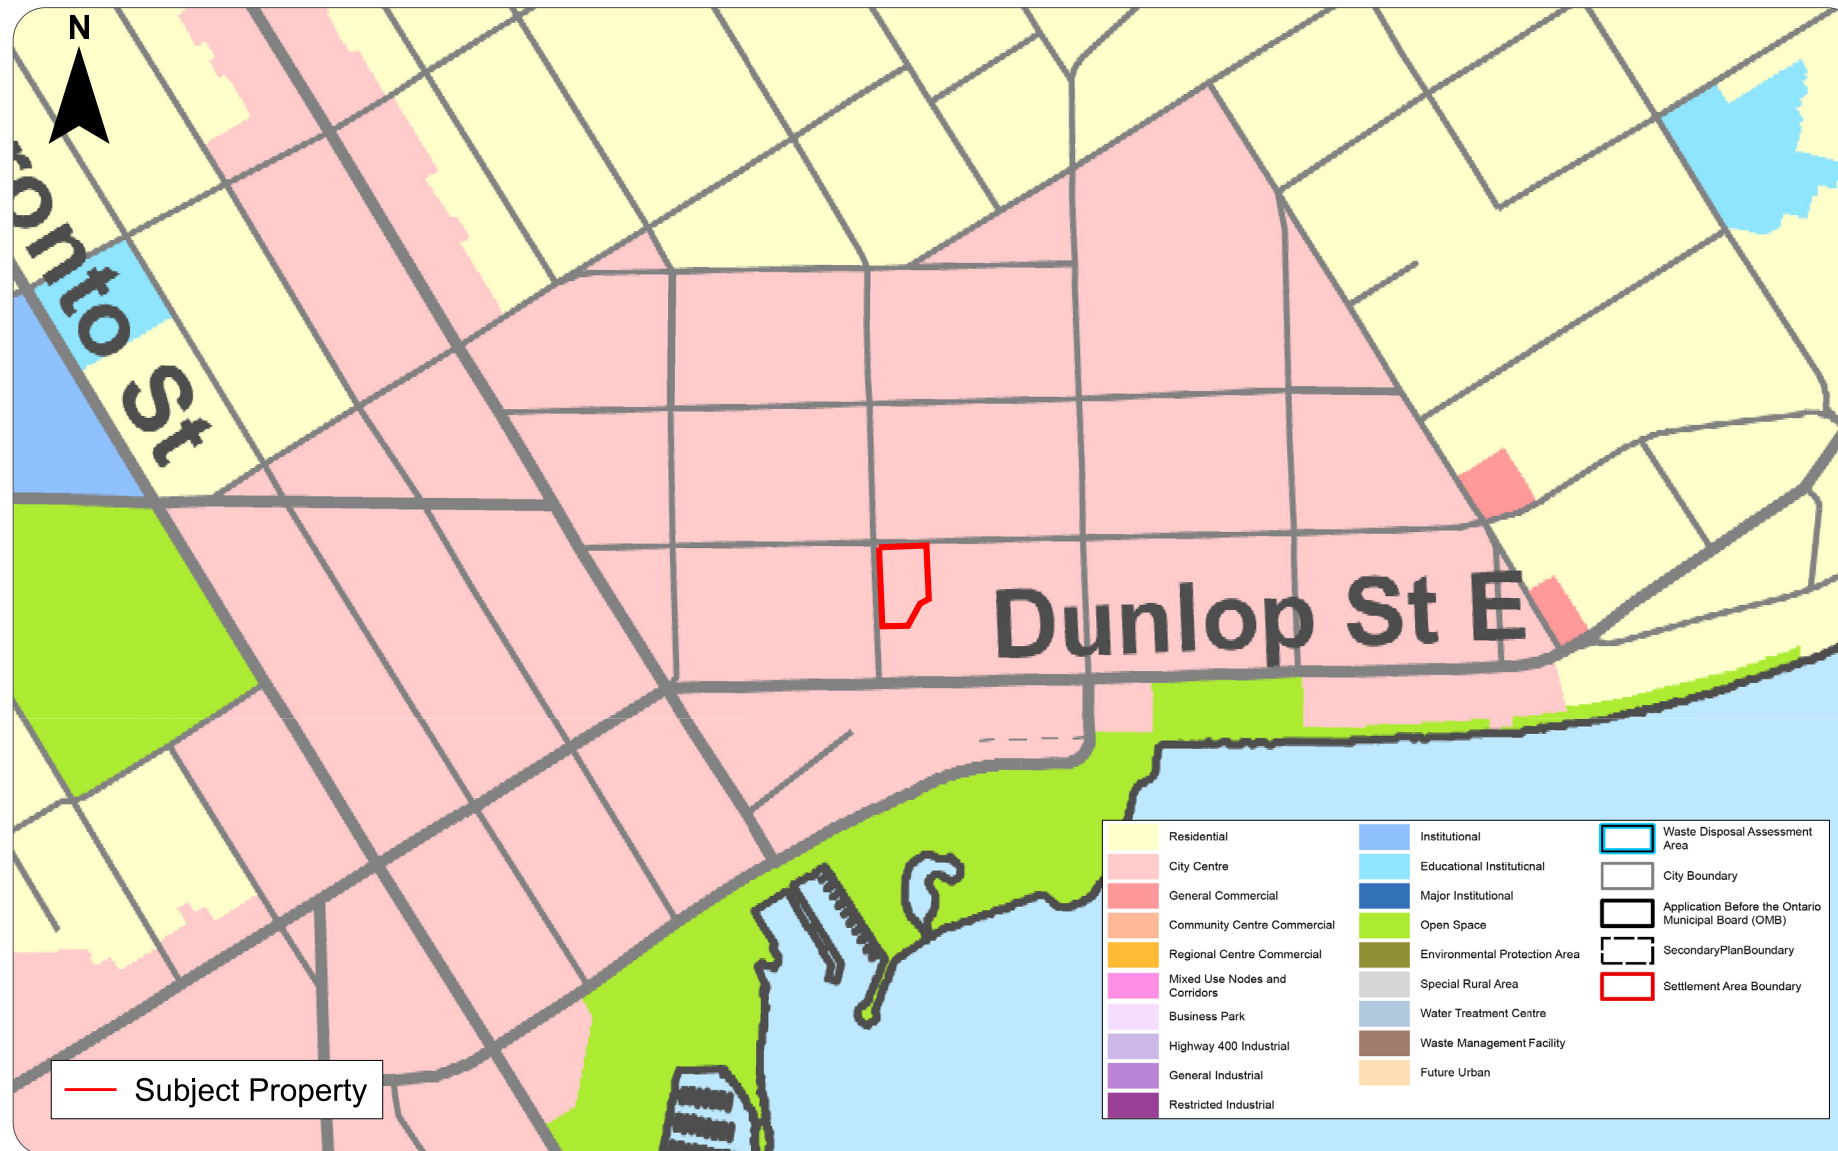 N
ronto St
Dunlop St E
Subject Property
Residential
City Centre
General Commercial
Community Centre Commercial
Regional Centre Commercial
Mixed Use Nodes and
Corridors
Business Park
Highway 400 Industrial
General Industrial
Restricted Industrial
Institutional
Educational Institutional
Major Institutional
Open Space
Environmental Protection Area
Special Rural Area
Water Treatment Centre
Waste Management Facility
Future Urban
Waste Disposal Assessment
Area
City Boundary
Application Before the Ontario
Municipal Board (OMB)
SecondaryPlanBoundary
Settlement Area Boundary